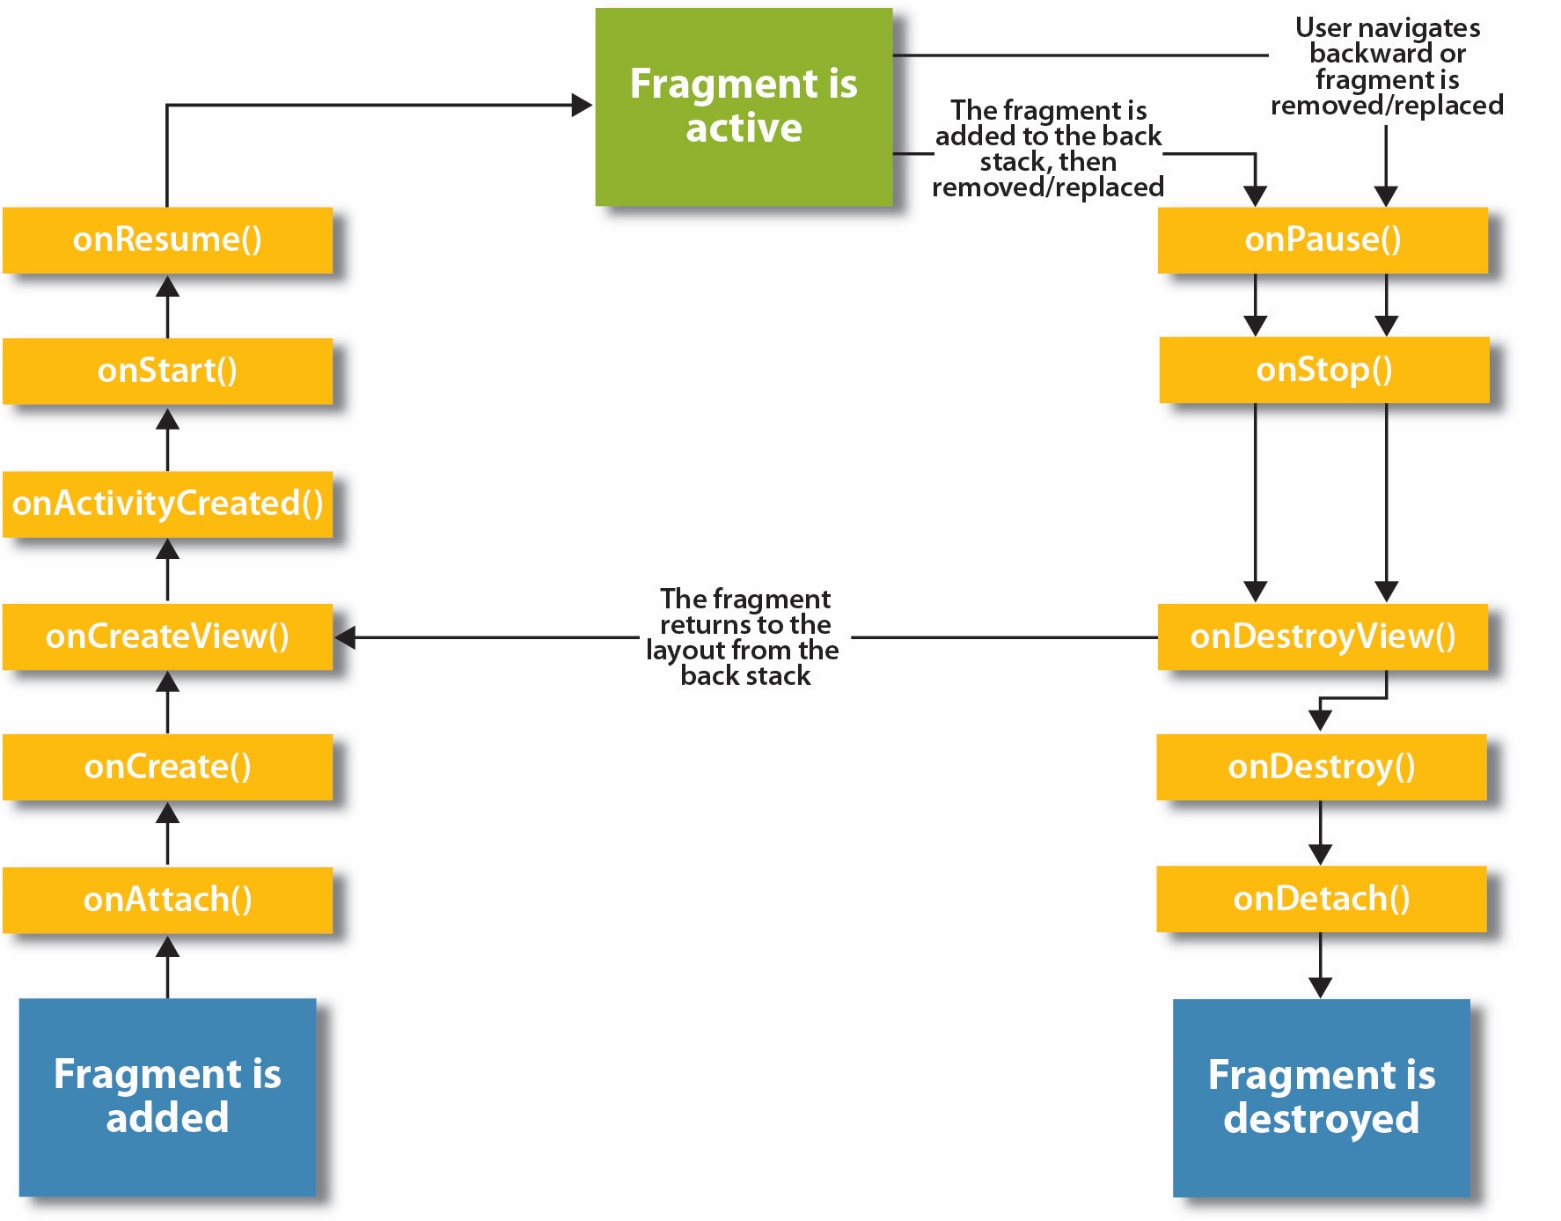 Fragment is
active
User navigates
backward or
fragment is
removed/replaced
The fragment is
added to the back
stack, then
removed/replaced
onResume()
onPause()
onStart()
onStop()
onActivityCreated()
The fragment
returns to the
layout from the
back stack
onCreateView()
onDestroyView()
onCreate()
onDestroy()
onAttach()
onDetach()
Fragment is
added
Fragment is
destroyed